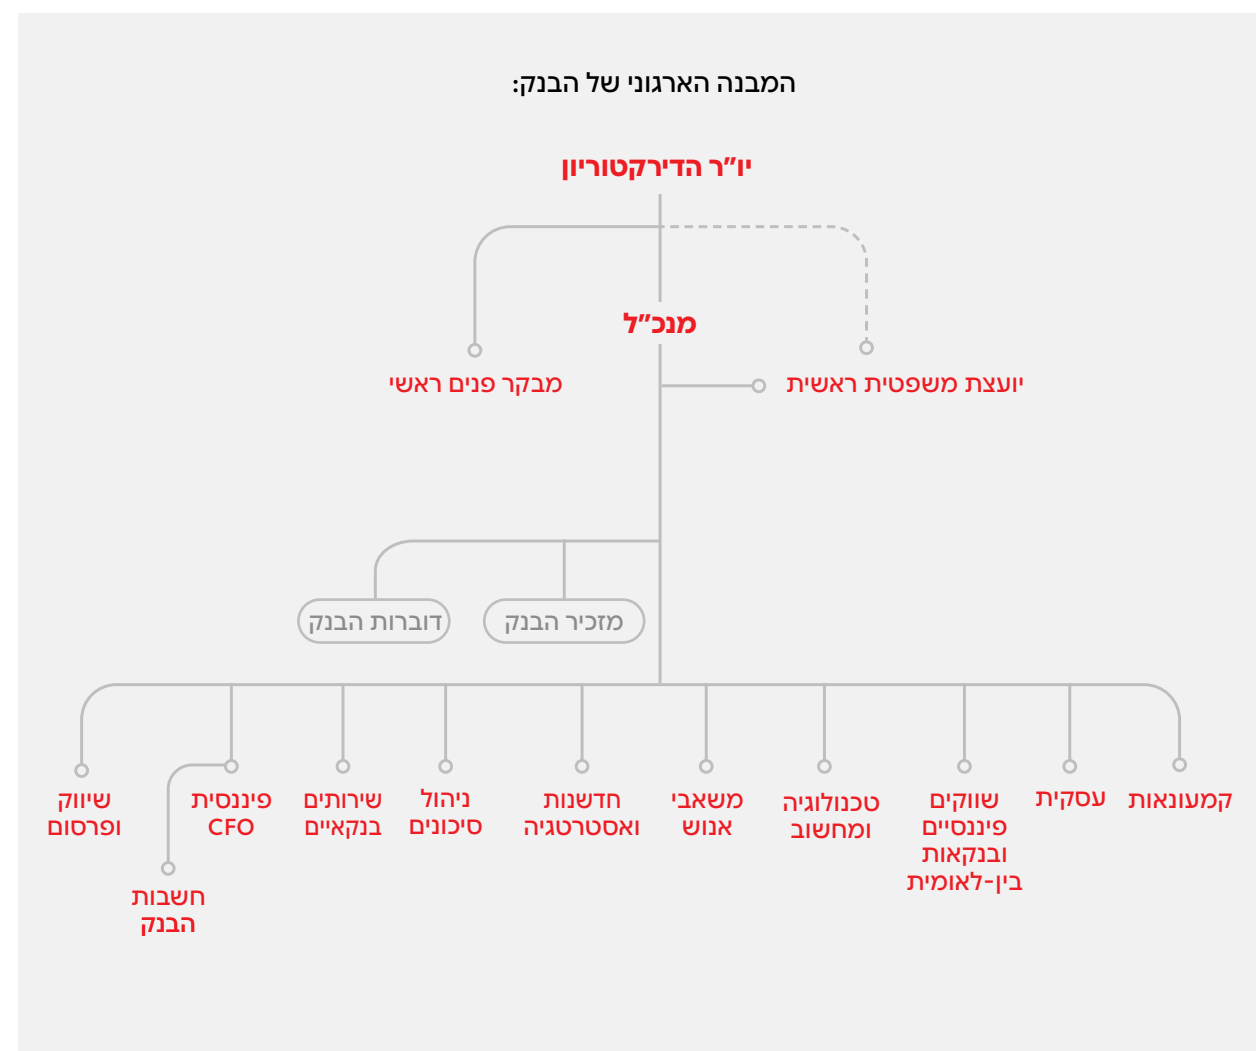 המבנה הארגוני של הבנק:
יו״ר הדירקטוריון
מנכ״ל
יועצת משפטית ראשית
מבקר פנים ראשי
מזכיר הבנק
דוברות הבנק
קמעונאות
עסקית
שווקים
פיננסיים
ובנקאות
בין-לאומית
טכנולוגיה
ומחשוב
משאבי
אנוש
חדשנות
ואסטרטגיה
ניהול
סיכונים
שירותים
בנקאיים
פיננסית
CFO
שיווק
ופרסום
חשבות
הבנק